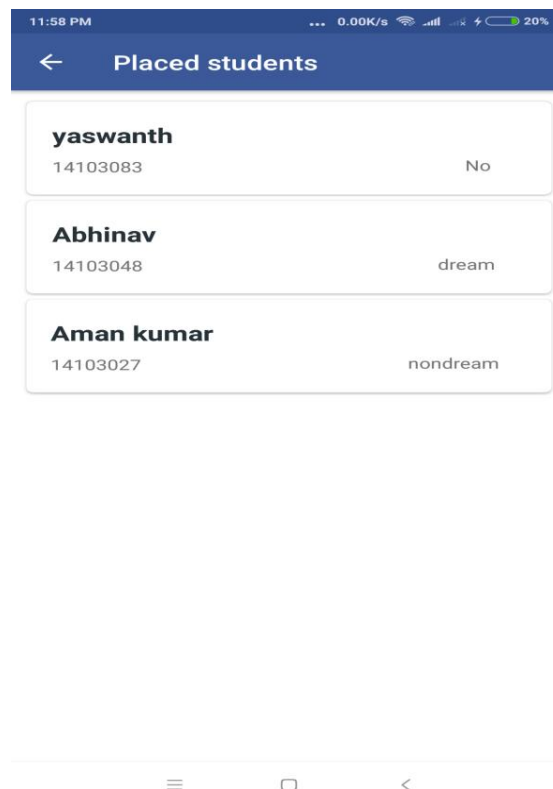 11:58 PM ... 0.00K/s 20%
Placed students
yaswanth
14103083 No
Abhinav
14103048 dream
Aman kumar
14103027 nondream